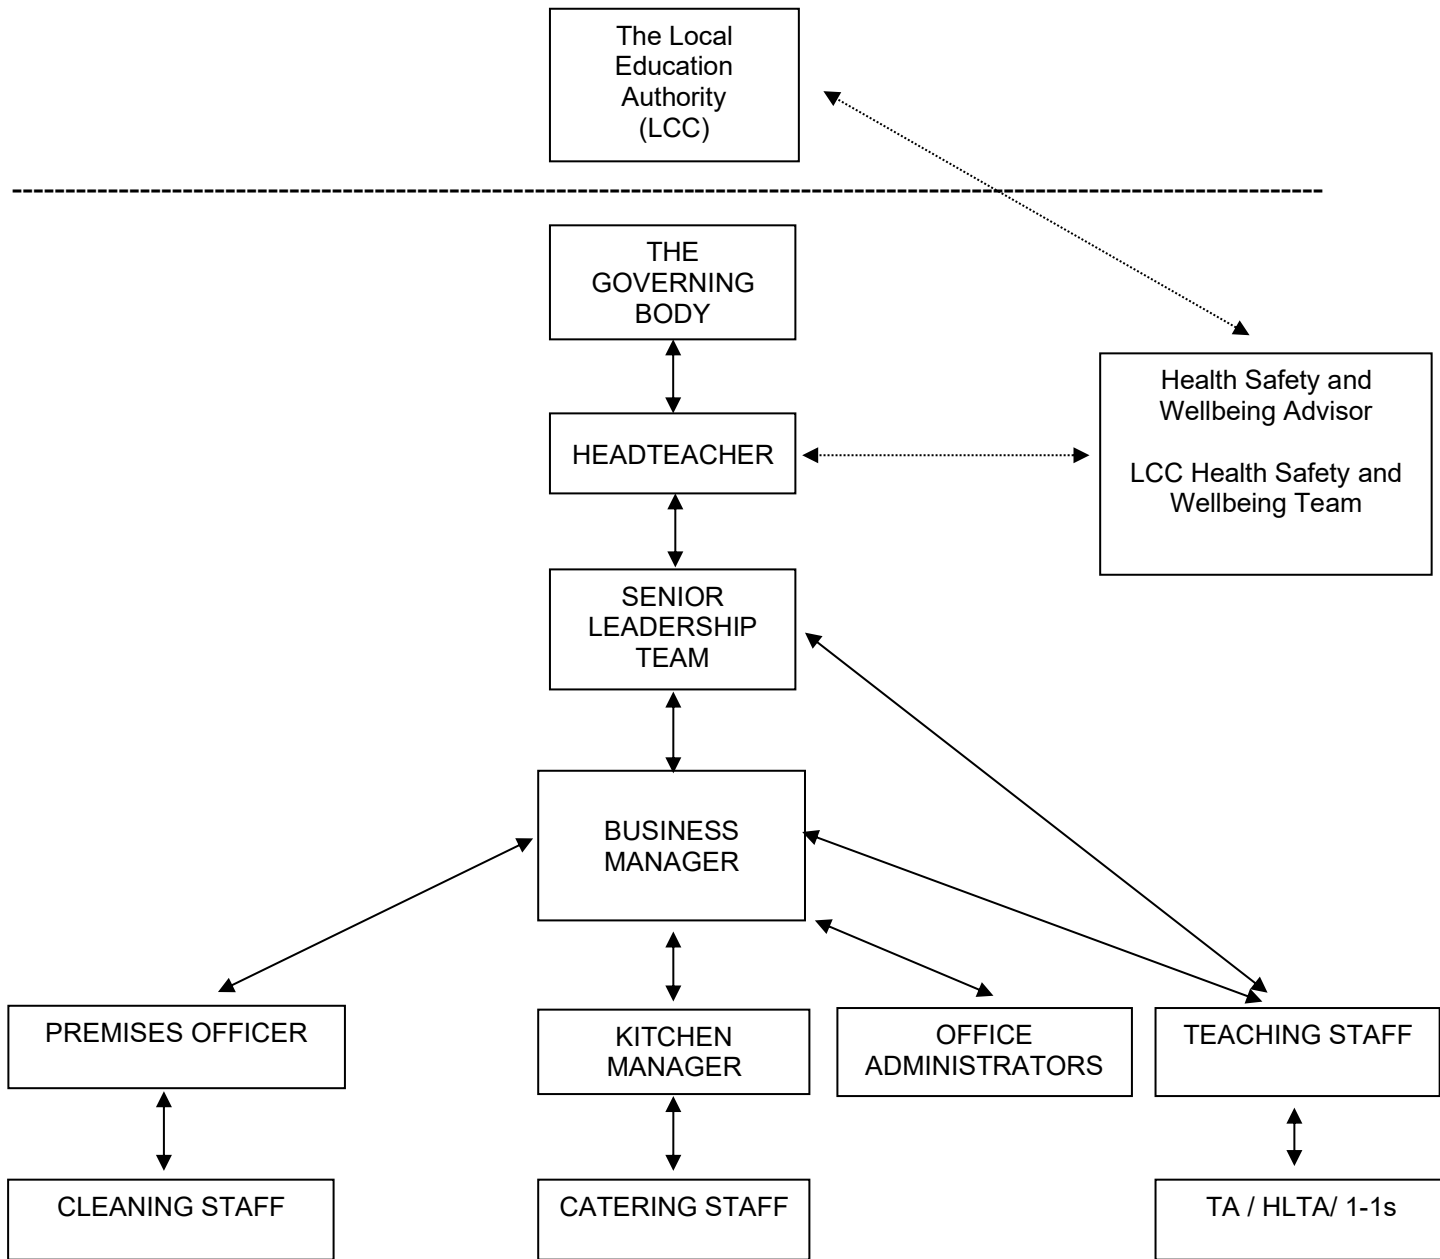 The Local
Education
Authority
(LCC)
THE
GOVERNING
BODY
HEADTEACHER
Health Safety and
Wellbeing Advisor
LCC Health Safety and
Wellbeing Team
SENIOR
LEADERSHIP
TEAM
BUSINESS
MANAGER
PREMISES OFFICER
KITCHEN
MANAGER
OFFICE
ADMINISTRATORS
TEACHING STAFF
CLEANING STAFF
CATERING STAFF
TA / HLTA/ 1-1s